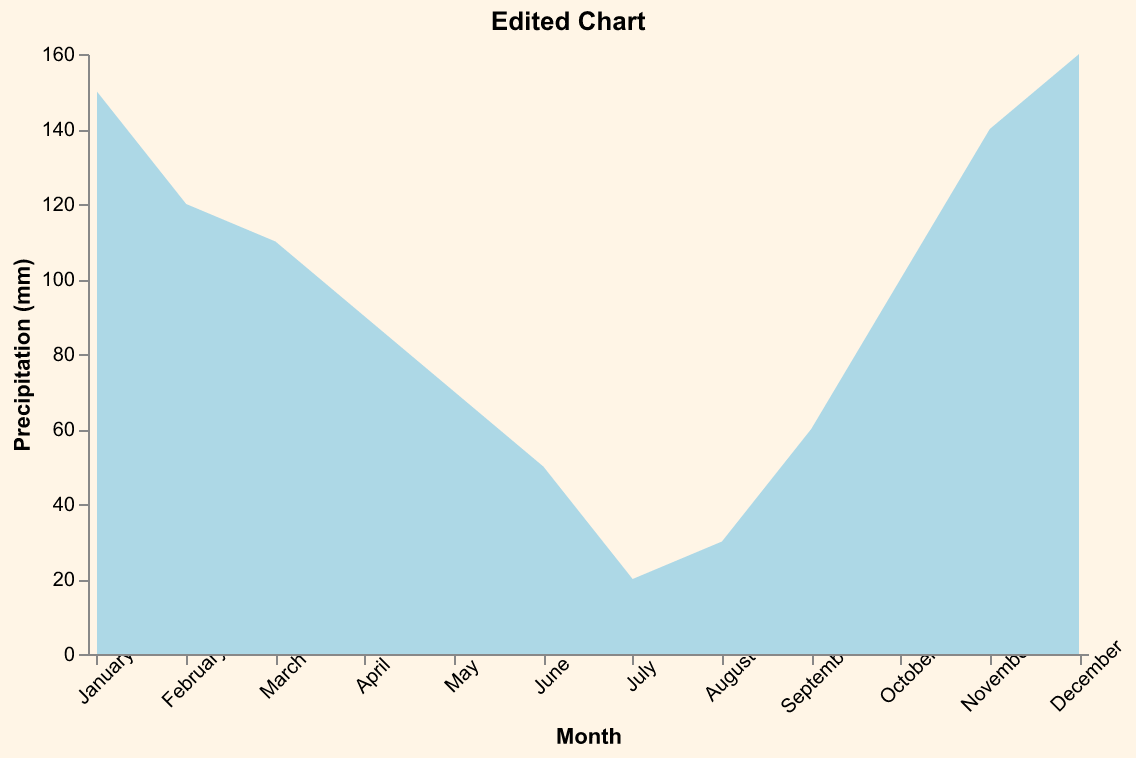 Edited Chart
Precipitation (mm)
160
140
120
100
80
60
40
20
0
January
February
March
April
May
June
July
August
Septemb
October
Novembe
December
Month